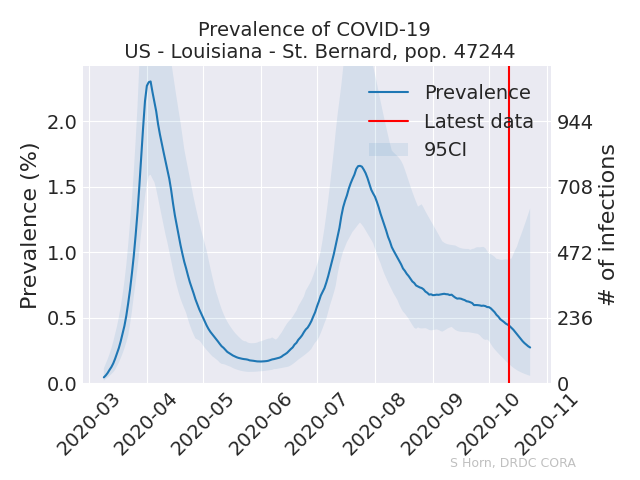 Prevalence of COVID-19
US - Louisiana - St. Bernard, pop. 47244
Prevalence
Latest data
95CI
Prevalence (%)
2.0
1.5
1.0
0.5
0.0
944
708
472
236
0
# of infections
2020-03
2020-04
2020-05
2020-06
2020-07
2020-08
2020-09
2020-10
2020-11
S Horn, DRDC CORA